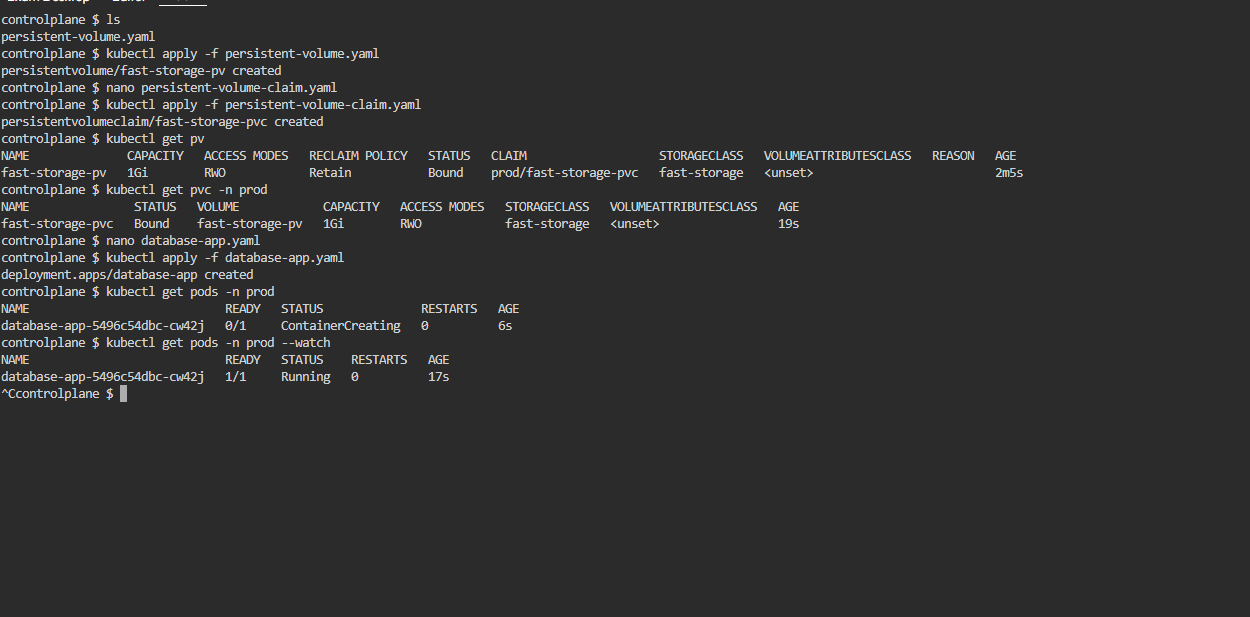 controlplane $ ls
persistent-volume.yaml
controlplane $ kubectl apply -f persistent-volume.yaml
persistentvolume/fast-storage-pv created
controlplane $ nano persistent-volume-claim.yaml
controlplane $ kubectl apply -f persistent-volume-claim.yaml
persistentvolumeclaim/fast-storage-pvc created
controlplane $ kubectl get pv
NAME CAPACITY ACCESS MODES RECLAIM POLICY STATUS CLAIM STORAGECLASS VOLUMEATTRIBUTESCLASS REASON AGE
fast-storage-pv 1Gi RWO Retain Bound prod/fast-storage-pvc fast-storage <unset> 2m5s
controlplane $ kubectl get pvc -n prod
NAME STATUS VOLUME CAPACITY ACCESS MODES STORAGECLASS VOLUMEATTRIBUTESCLASS AGE
fast-storage-pvc Bound fast-storage-pv 1Gi RWO fast-storage <unset> 19s
controlplane $ nano database-app.yaml
controlplane $ kubectl apply -f database-app.yaml
deployment.apps/database-app created
controlplane $ kubectl get pods -n prod
NAME READY STATUS RESTARTS AGE
database-app-5496c54dbc-cw42j 0/1 ContainerCreating 0 6s
controlplane $ kubectl get pods -n prod --watch
NAME READY STATUS RESTARTS AGE
database-app-5496c54dbc-cw42j 1/1 Running 0 17s
^Ccontrolplane $